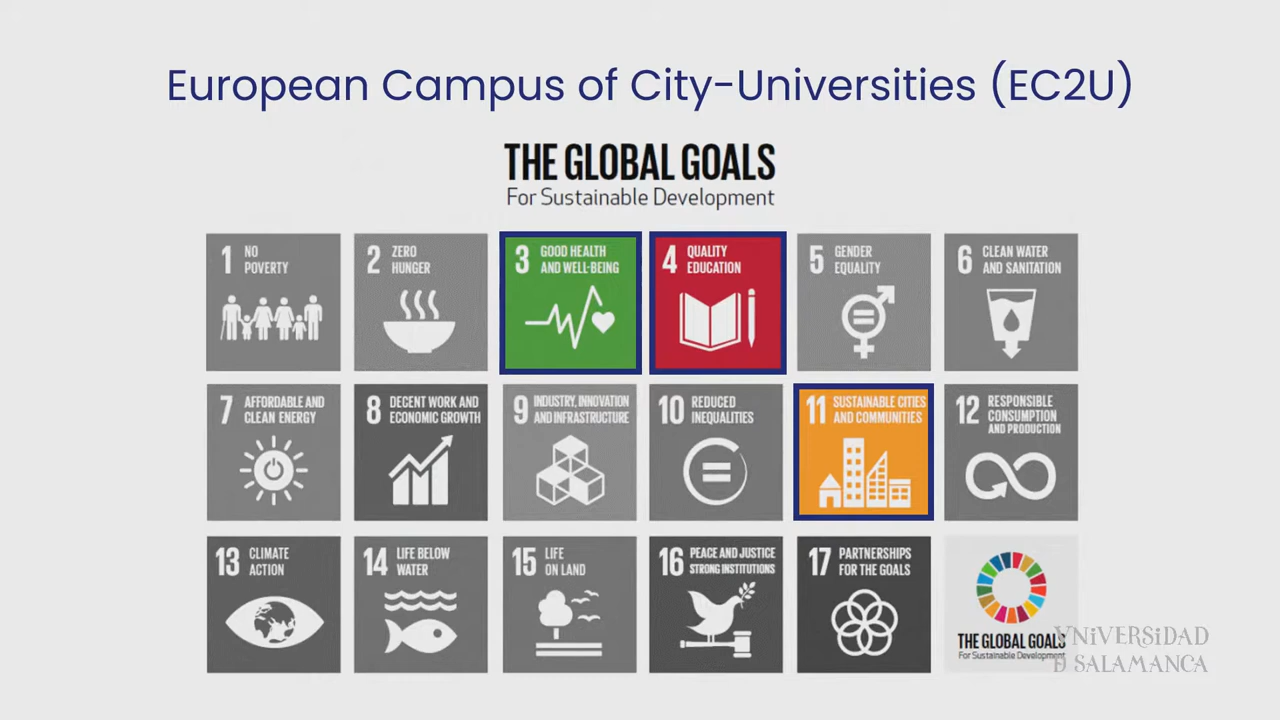 European Campus of City-Universities (EC2U)
THE GLOBAL GOALS
For Sustainable Development
1 NO
POVERTY
2 ZERO
HUNGER
3 GOOD HEALTH
AND WELL-BEING
4 QUALITY
EDUCATION
5 GENDER
EQUALITY
6 CLEAN WATER
AND SANITATION
7 AFFORDABLE AND
CLEAN ENERGY
8 DECENT WORK AND
ECONOMIC GROWTH
9 INDUSTRY, INNOVATION
AND INFRASTRUCTURE
10 REDUCED
INEQUALITIES
11 SUSTAINABLE CITIES
AND COMMUNITIES
12 RESPONSIBLE
CONSUMPTION
AND PRODUCTION
13 CLIMATE
ACTION
14 LIFE BELOW
WATER
15 LIFE
ON LAND
16 PEACE AND JUSTICE
STRONG INSTITUTIONS
17 PARTNERSHIPS
FOR THE GOALS
THE GLOBAL GOALS
For Sustainable Development
VNiVERSiDAD
D SALAMANCA